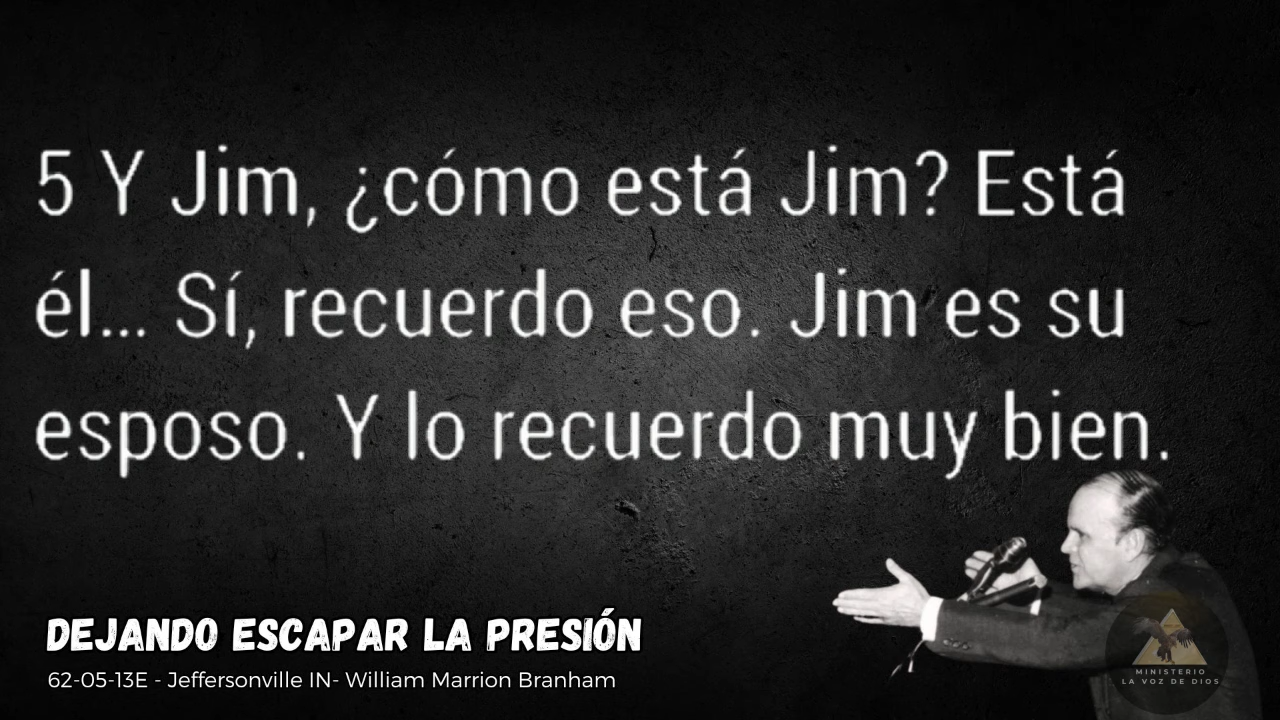 5 Y Jim, ¿cómo está Jim? Está
él... Sí, recuerdo eso. Jim es su
esposo. Y lo recuerdo muy bien.
DEJANDO ESCAPAR LA PRESIÓN
62-05-13E - Jeffersonville IN- William Marrion Branham
MINISTERIO
LA VOZ DE DIOS